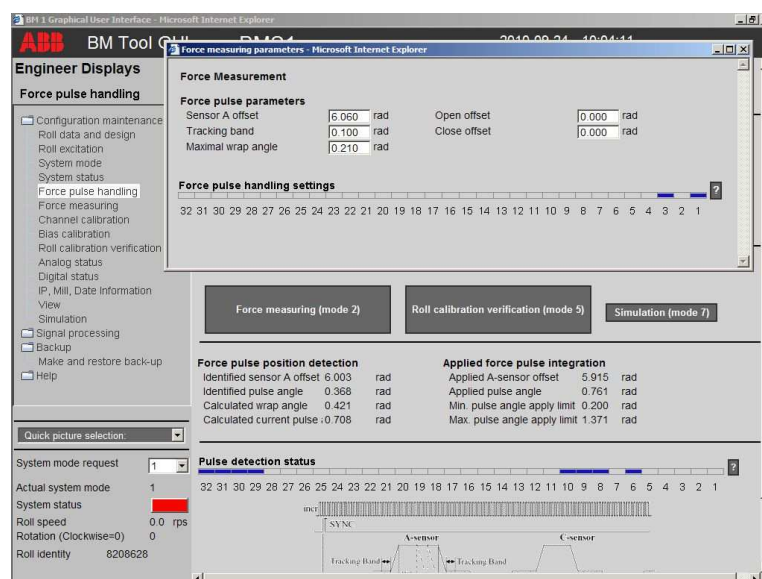 BM 1 Graphical User Interface - Microsoft Internet Explorer
ABB BM Tool
Force measuring parameters - Microsoft Internet Explorer
Engineer Displays
Force pulse handling
Configuration maintenance
Roll data and design
Roll excitation
System mode
System status
Force pulse handling
Force measuring
Channel calibration
Bias calibration
Roll calibration verification
Analog status
Digital status
IP, Mill, Date Information
View
Simulation
Signal processing
Backup
Make and restore back-up
Help
Quick picture selection:
System mode request 1
Actual system mode 1
System status
Roll speed 0.0 rps
Rotation (Clockwise=0) 0
Roll identity 8208628
Force Measurement
Force pulse parameters
Sensor A offset 6.060 rad Open offset 0.000 rad
Tracking band 0.100 rad Close offset 0.000 rad
Maximal wrap angle 0.210 rad
Force pulse handling settings
?
32 31 30 29 28 27 26 25 24 23 22 21 20 19 18 17 16 15 14 13 12 11 10 9 8 7 6 5 4 3 2 1
Force measuring (mode 2) Roll calibration verification (mode 5) Simulation (mode 7)
Force pulse position detection Applied force pulse integration
Identified sensor A offset 6.003 rad Applied A-sensor offset 5.915 rad
Identified pulse angle 0.368 rad Applied pulse angle 0.761 rad
Calculated wrap angle 0.421 rad Min. pulse angle apply limit 0.200 rad
Calculated current pulse 0.708 rad Max. pulse angle apply limit 1.371 rad
Pulse detection status
?
32 31 30 29 28 27 26 25 24 23 22 21 20 19 18 17 16 15 14 13 12 11 10 9 8 7 6 5 4 3 2 1
incr
SYNC
A-sensor C-sensor
Tracking Band Tracking Band